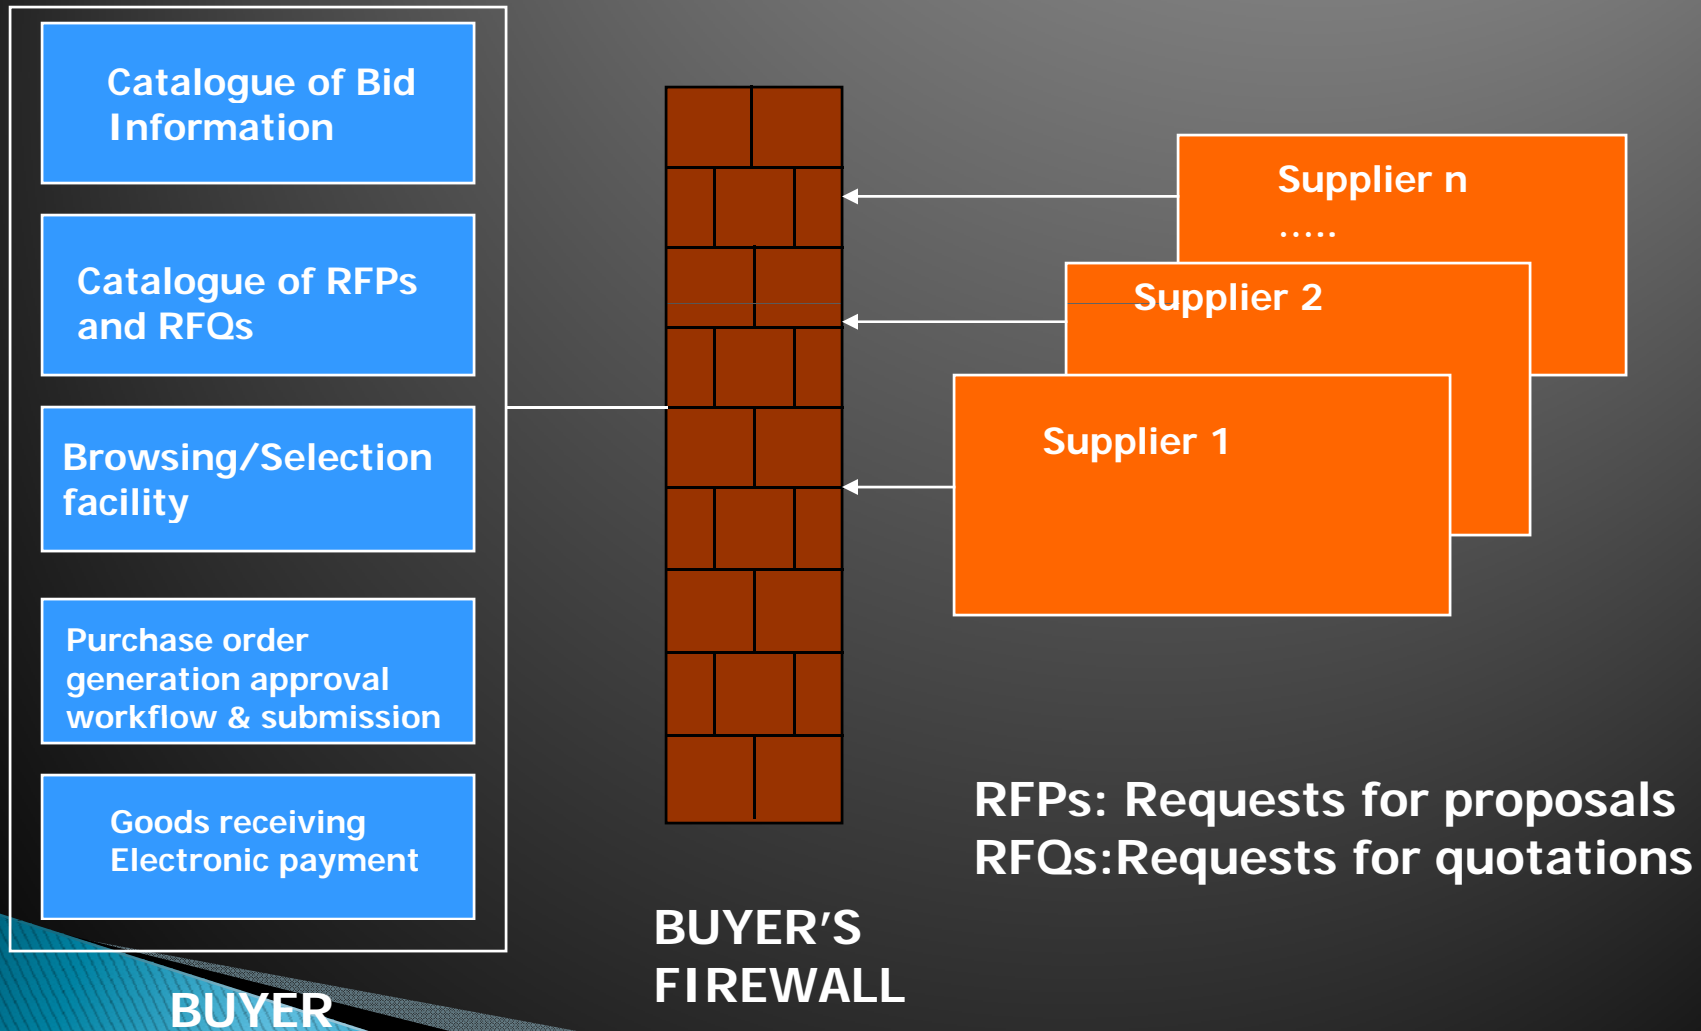 Catalogue of Bid
Information
Catalogue of RFPs
and RFQs
Browsing/Selection
facility
Purchase order
generation approval
workflow & submission
Goods receiving
Electronic payment
BUYER
BUYER’S
FIREWALL
Supplier n
.....
Supplier 2
Supplier 1
RFPs: Requests for proposals
RFQs:Requests for quotations